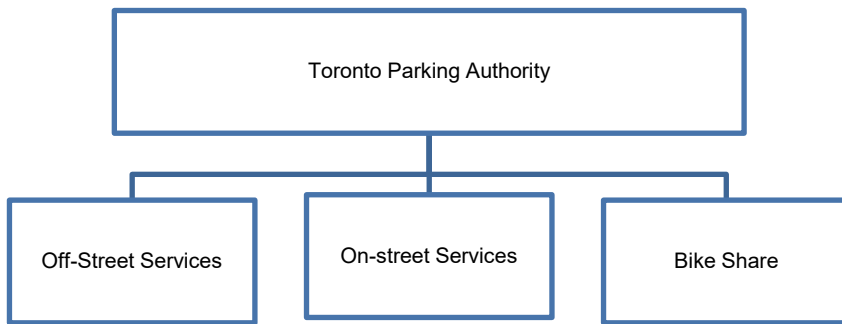 Toronto Parking Authority
Off-Street Services
On-street Services
Bike Share